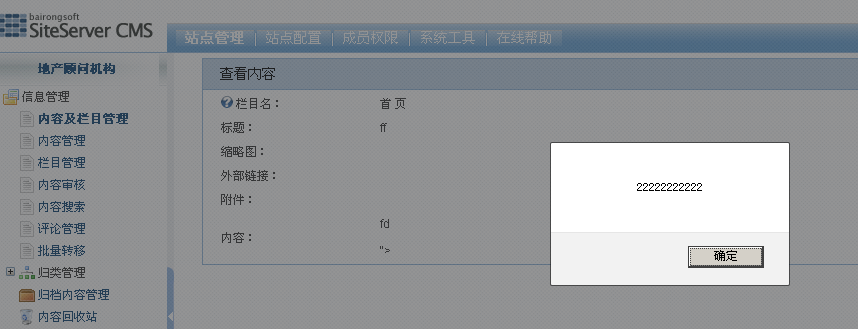 bairongsoft
SiteServer CMS
站点管理 站点配置 成员权限 系统工具 在线帮助
地产顾问机构
信息管理
内容及栏目管理
内容管理
栏目管理
内容审核
内容搜索
评论管理
批量转移
归类管理
归档内容管理
内容回收站
查看内容
栏目名： 首 页
标题： ff
缩略图：
外部链接：
附件：
内容： fd
">
22222222222
确定